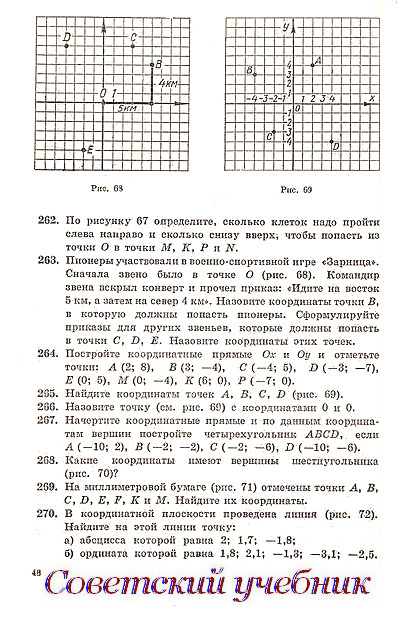 D C
B
4км
O 1
5км
E
Рис. 68
y
A
B
4
3
2
1
-4 -3 -2 -1 1 2 3 4 x
O
1
2
C 3
4 D
Рис. 69
262. По рисунку 67 определите, сколько клеток надо пройти
слева направо и сколько снизу вверх, чтобы попасть из
точки O в точки M, K, P и N.
263. Пионеры участвовали в военно-спортивной игре «Зарница».
Сначала звено было в точке O (рис. 68). Командир
звена вскрыл конверт и прочел приказ: «Идите на восток
5 км, а затем на север 4 км». Назовите координаты точки B,
в которую должны попасть пионеры. Сформулируйте
приказы для других звеньев, которые должны попасть
в точки C, D, E. Назовите координаты этих точек.
264. Постройте координатные прямые Ox и Oy и отметьте
точки: A (2; 8), B (3; —4), C (—4; 5), D (—3; —7),
E (0; 5), M (0; —4), K (6; 0), P (—7; 0).
265. Найдите координаты точек A, B, C, D (рис. 69).
266. Назовите точку (см. рис. 69) с координатами 0 и 0.
267. Начертите координатные прямые и по данным координа-
там вершин постройте четырехугольник ABCD, если
A (—10; 2), B (—2; —2), C (—2; —6), D (—10; —6).
268. Какие координаты имеют вершины шестиугольника
(рис. 70)?
269. На миллиметровой бумаге (рис. 71) отмечены точки A, B,
C, D, E, F, K и M. Найдите их координаты.
270. В координатной плоскости проведена линия (рис. 72).
Найдите на этой линии точку:
а) абсцисса которой равна 2; 1,7; —1,8;
б) ордината которой равна 1,8; 2,1; —1,3; —3,1; —2,5.
48
Советский учебник